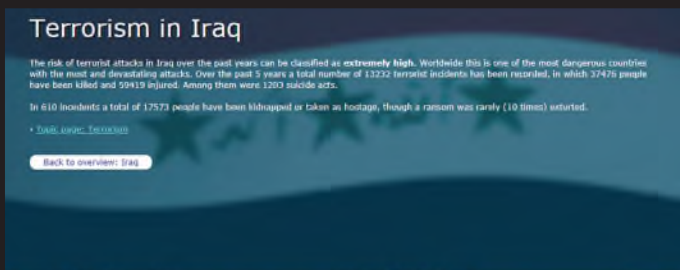 Terrorism in Iraq
The risk of terrorist attacks in Iraq over the past years can be classified as extremely high. Worldwide this is one of the most dangerous countries
with the most and devastating attacks. Over the past 5 years a total number of 13232 terrorist incidents has been recorded, in which 37476 people
have been killed and 59419 injured. Among them were 1203 suicide acts.
In 610 incidents a total of 17573 people have been kidnapped or taken as hostage, though a ransom was rarely (10 times) extorted.
› Topic page: Terrorism
Back to overview: Iraq